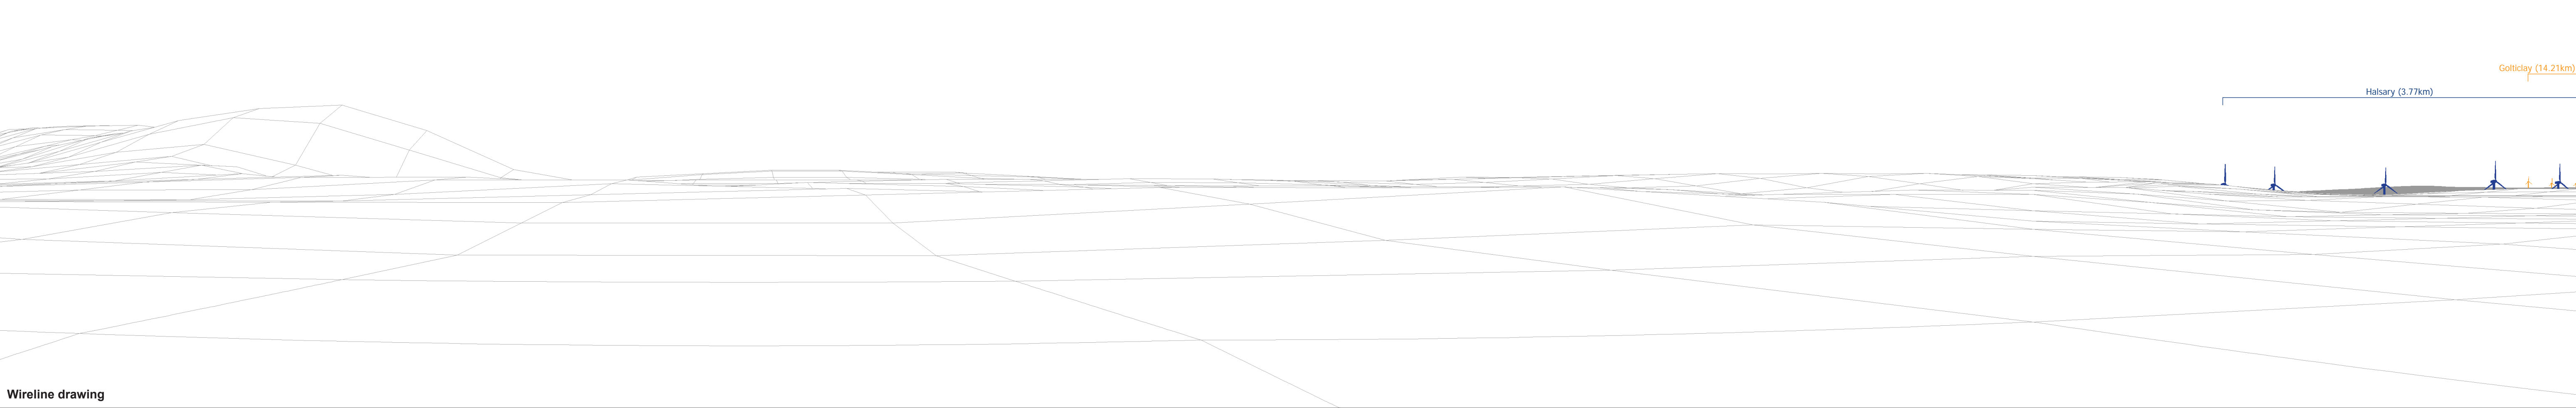 Golticlay (14.21km)
Halsary (3.77km)
Wireline drawing